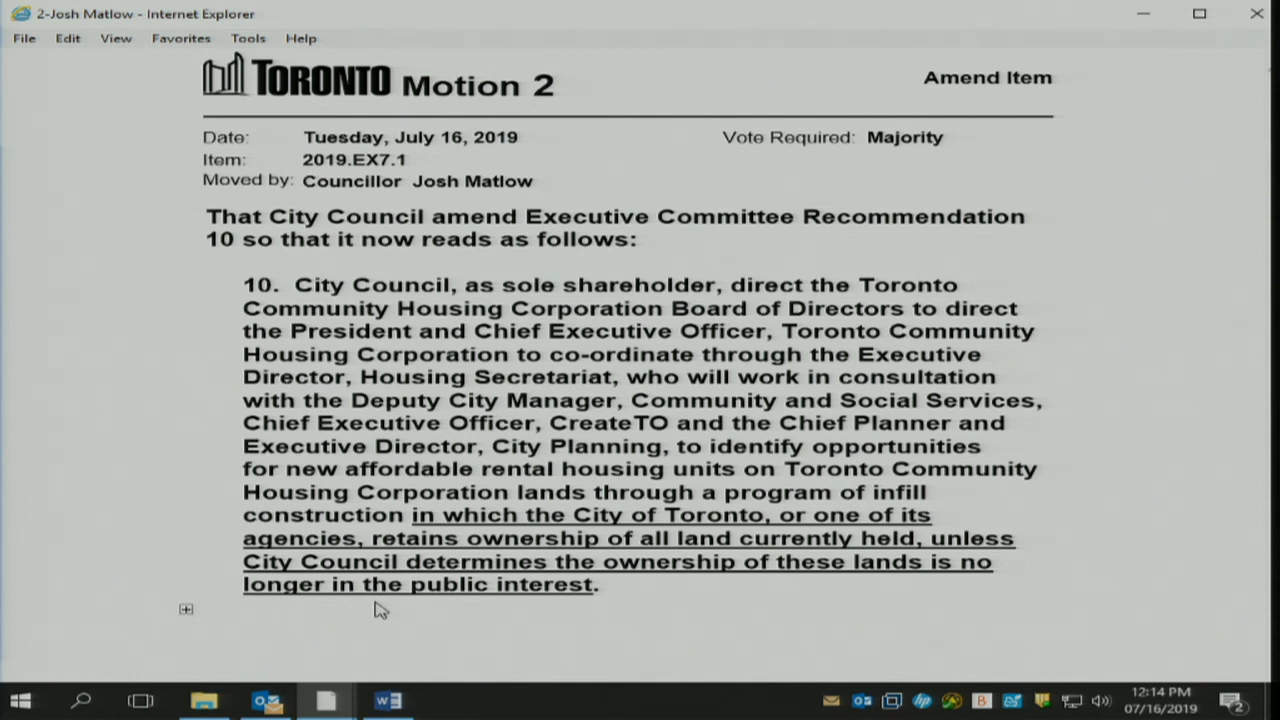 2-Josh Matlow - Internet Explorer
File Edit View Favorites Tools Help
TORONTO Motion 2
Amend Item
Date: Tuesday, July 16, 2019
Vote Required: Majority
Item: 2019.EX7.1
Moved by: Councillor Josh Matlow
That City Council amend Executive Committee Recommendation
10 so that it now reads as follows:
10. City Council, as sole shareholder, direct the Toronto
Community Housing Corporation Board of Directors to direct
the President and Chief Executive Officer, Toronto Community
Housing Corporation to co-ordinate through the Executive
Director, Housing Secretariat, who will work in consultation
with the Deputy City Manager, Community and Social Services,
Chief Executive Officer, CreateTO and the Chief Planner and
Executive Director, City Planning, to identify opportunities
for new affordable rental housing units on Toronto Community
Housing Corporation lands through a program of infill
construction in which the City of Toronto, or one of its
agencies, retains ownership of all land currently held, unless
City Council determines the ownership of these lands is no
longer in the public interest.
12:14 PM
07/16/2019
2